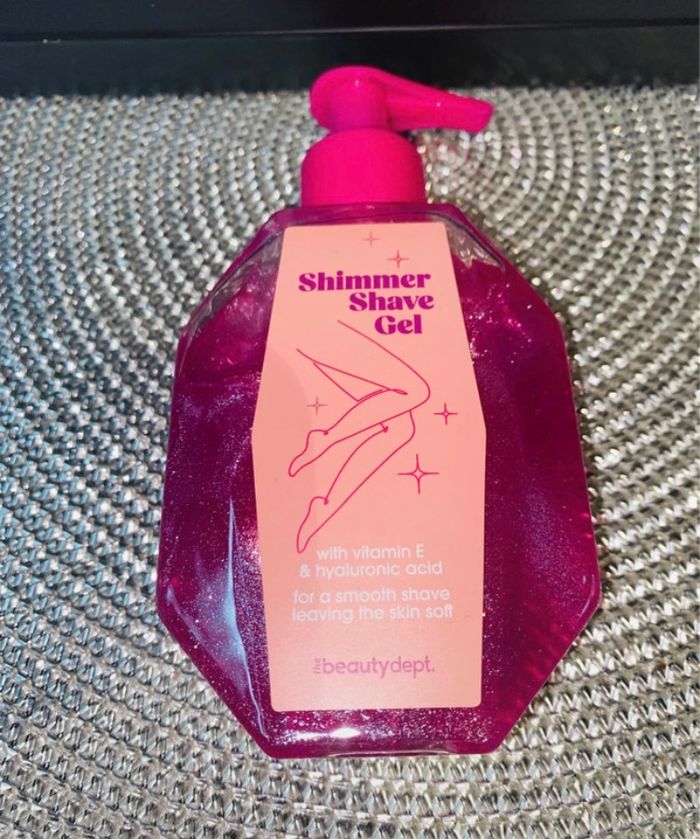 Shimmer
Shave
Gel
with vitamin E
& hyaluronic acid
for a smooth shave
leaving the skin soft
the beautydept.